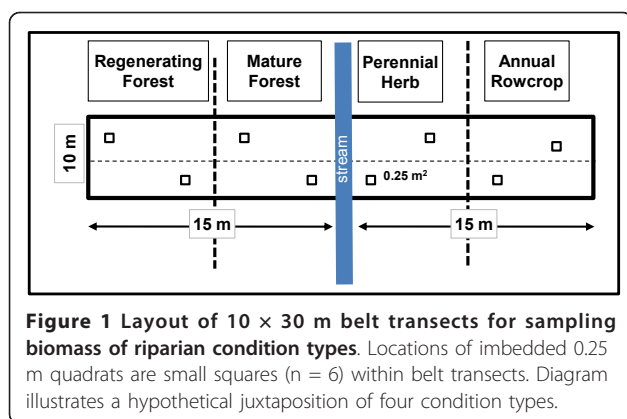 Regenerating
Forest
Mature
Forest
Perennial
Herb
Annual
Rowcrop
10 m
stream
0.25 m²
15 m
15 m
Figure 1 Layout of 10 × 30 m belt transects for sampling
biomass of riparian condition types. Locations of imbedded 0.25
m quadrats are small squares (n = 6) within belt transects. Diagram
illustrates a hypothetical juxtaposition of four condition types.